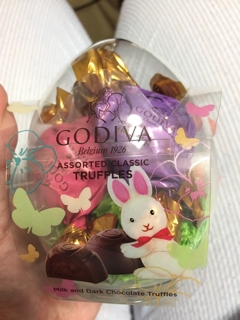 GODIVA
Belgium 1926
ASSORTED CLASSIC
TRUFFLES
Milk and Dark Chocolate Truffles